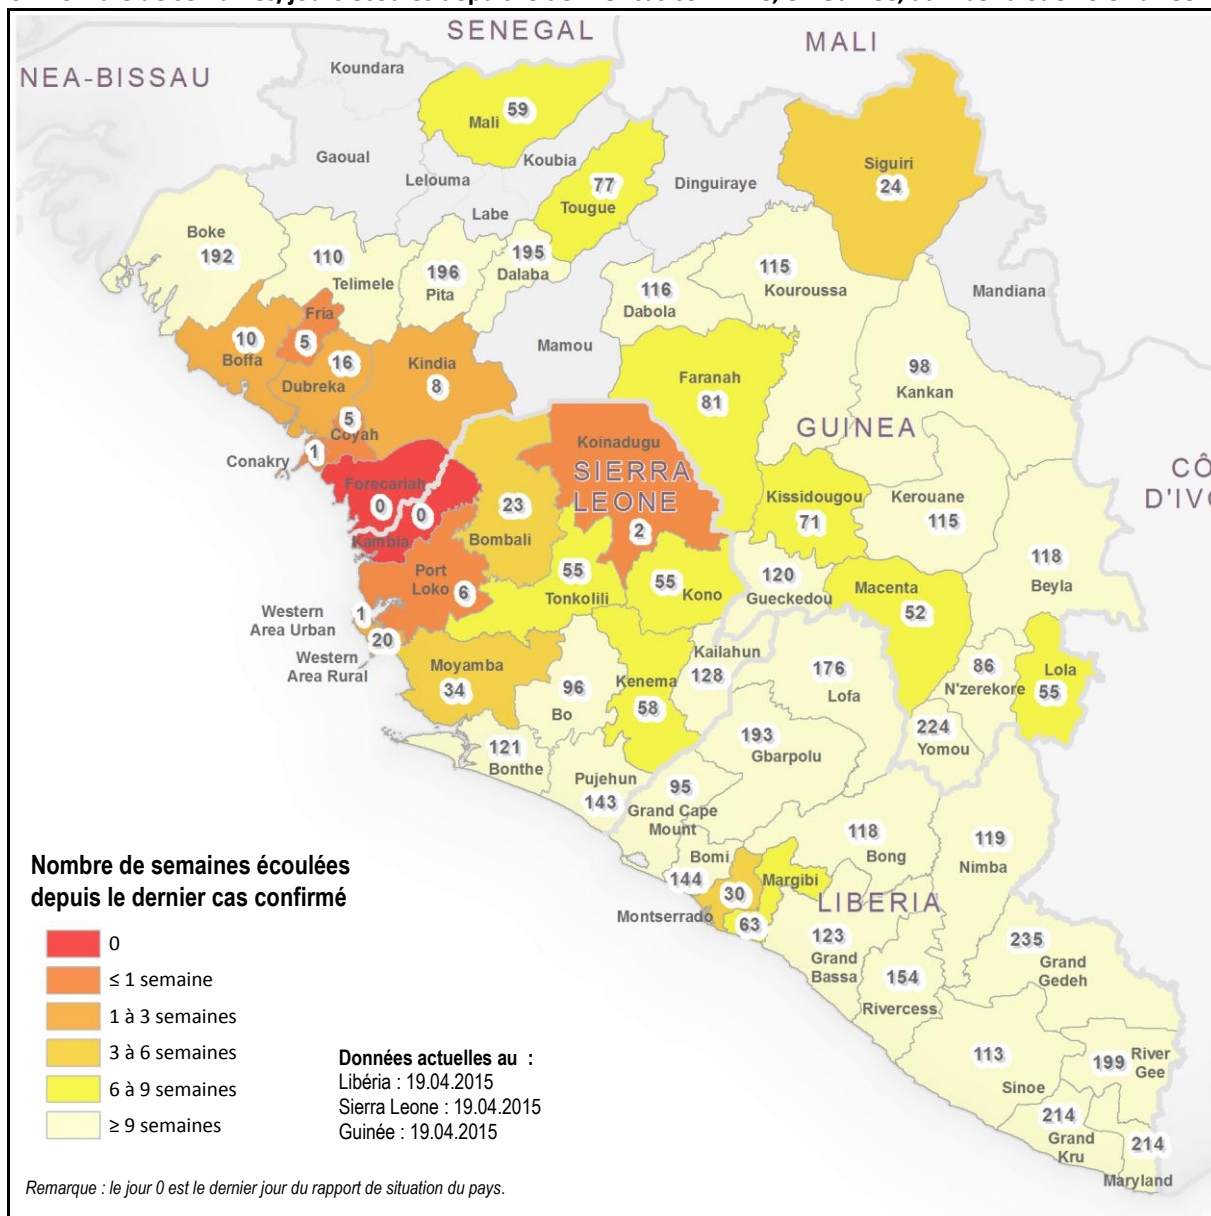 SENEGAL
MALI
NEA-BISSAU
Koundara
Mali
59
Gaoual
Koubia
Lelouma
Labe
77
Tougue
Dinguiraye
Siguiri
24
Boke
192
110
Telimele
196
Pita
195
Dalaba
116
Dabola
115
Kouroussa
Mandiana
Fria
5
10
Boffa
16
Dubreka
Kindia
8
Mamou
Faranah
81
98
Kankan
GUINEA
5
Coyah
Conakry
1
Koinadugu
SIERRA
LEONE
2
CÔ
D'IVO
Forecariah
0
0
Kambia
23
Bombali
Kissidougou
71
Kerouane
115
118
Beyla
Port
Loko
6
55
Tonkolili
55
Kono
120
Gueckedou
Macenta
52
Western
Area Urban
1
20
Western
Area Rural
Moyamba
34
96
Bo
Kenema
58
Kailahun
128
176
Lofa
86
N'zerekore
Lola
55
224
Yomou
121
Bonthe
Pujehun
143
193
Gbarpolu
95
Grand Cape
Mount
118
Bong
119
Nimba
Bomi
144
30
Margibi
63
Montserrado
LIBERIA
123
Grand
Bassa
154
Rivercess
235
Grand
Gedeh
113
Sinoe
199
River
Gee
214
Grand
Kru
214
Maryland
Nombre de semaines écoulées
depuis le dernier cas confirmé
0
≤ 1 semaine
1 à 3 semaines
3 à 6 semaines
6 à 9 semaines
≥ 9 semaines
Données actuelles au :
Libéria : 19.04.2015
Sierra Leone : 19.04.2015
Guinée : 19.04.2015
Remarque : le jour 0 est le dernier jour du rapport de situation du pays.